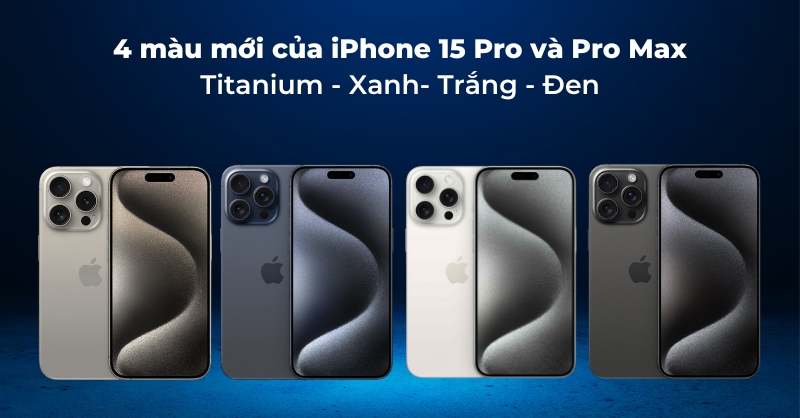 4 màu mới của iPhone 15 Pro và Pro Max
Titanium - Xanh- Trắng - Đen